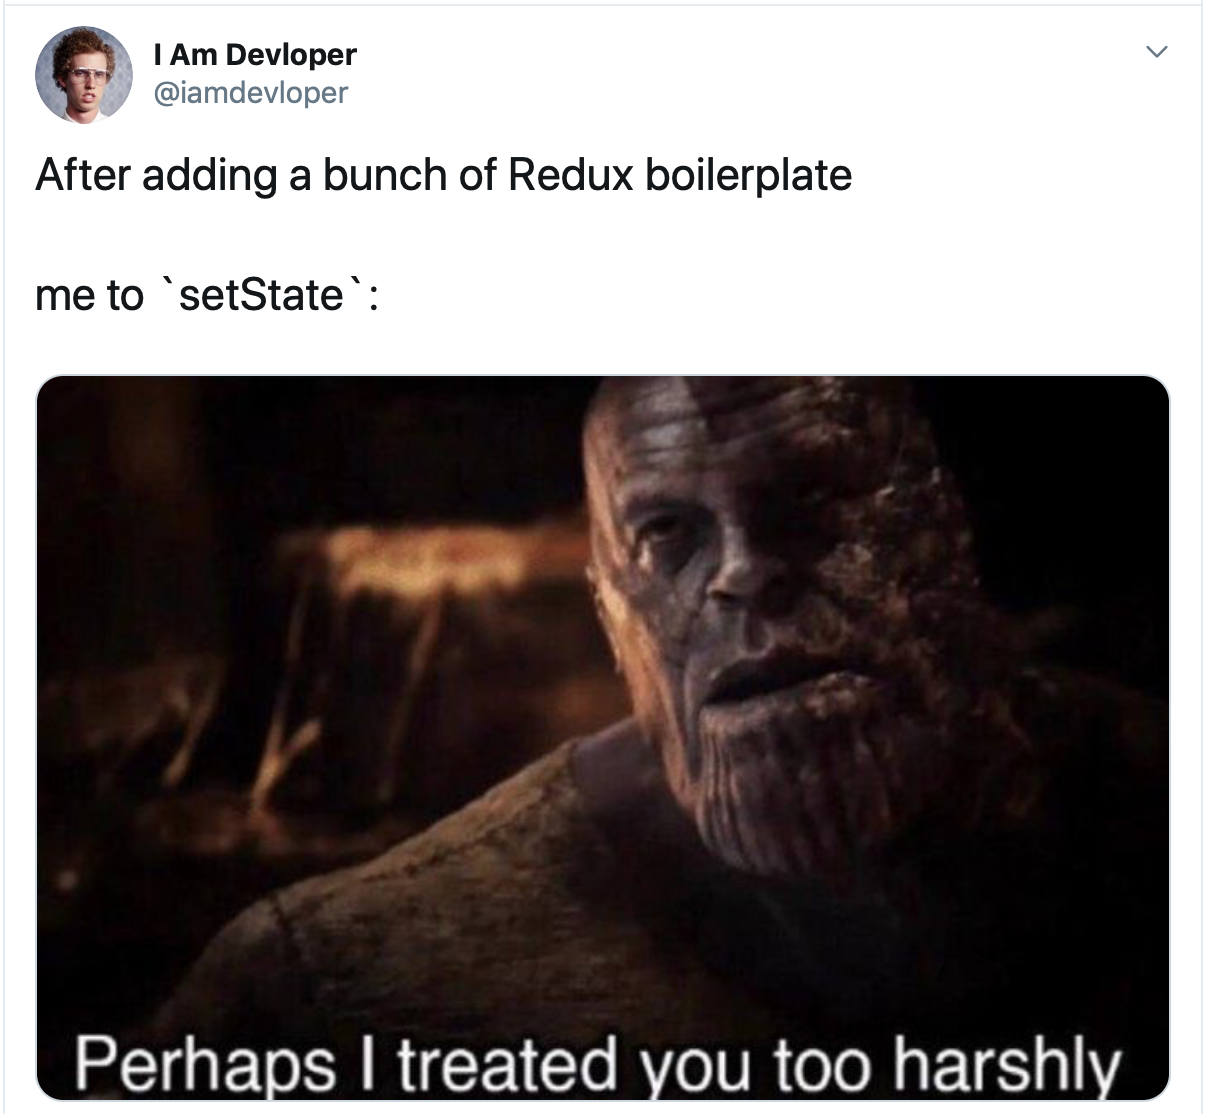 I Am Devloper
@iamdevloper
After adding a bunch of Redux boilerplate
me to `setState`:
Perhaps I treated you too harshly